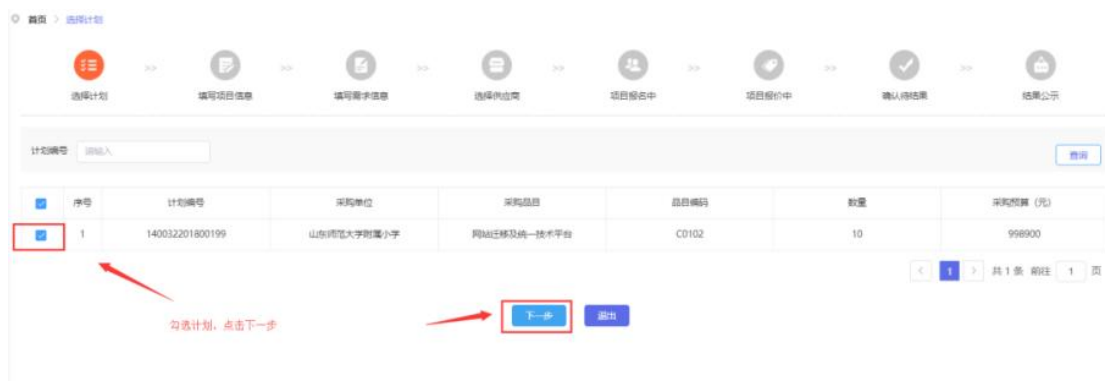 首页 > 选择计划
>> >> >> >> >> >> >>
选择计划 填写项目信息 填写需求信息 选择供应商 项目报名中 项目报价中 确认待结果 结果公示
计划编号 请输入 查询
序号 计划编号 采购单位 采购品目 品目编码 数量 采购预算（元）
1 140032201800199 山东师范大学附属小学 网站迁移及统一技术平台 C0102 10 998900
< 1 > 共 1 条 前往 1 页
下一步 退出
勾选计划，点击下一步